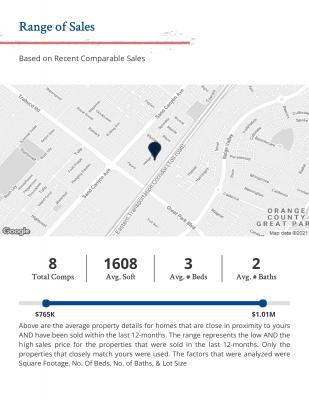 Range of Sales
Based on Recent Comparable Sales
Trabuco Rd
Sand Canyon Ave
Sand Canyon Ave
Eastern Transportation Corridor (Toll road)
Ridge Valley
Great Park Blvd
ORANGE
COUNTY
GREAT PAR
Google
Map data ©2021
8
1608
3
2
Total Comps
Avg. Sqft
Avg. # Beds
Avg. # Baths
$765K
$1.01M
Above are the average property details for homes that are close in proximity to yours
AND have been sold within the last 12-months. The range represents the low AND the
high sales price for the properties that were sold in the last 12-months. Only the
properties that closely match yours were used. The factors that were analyzed were
Square Footage, No. Of Beds, No. of Baths, & Lot Size